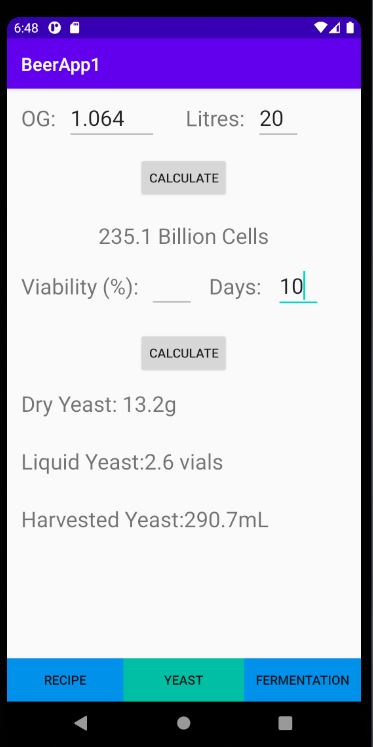 6:48
BeerApp1
OG: 1.064 Litres: 20
CALCULATE
235.1 Billion Cells
Viability (%): Days: 10
CALCULATE
Dry Yeast: 13.2g
Liquid Yeast:2.6 vials
Harvested Yeast:290.7mL
RECIPE YEAST FERMENTATION